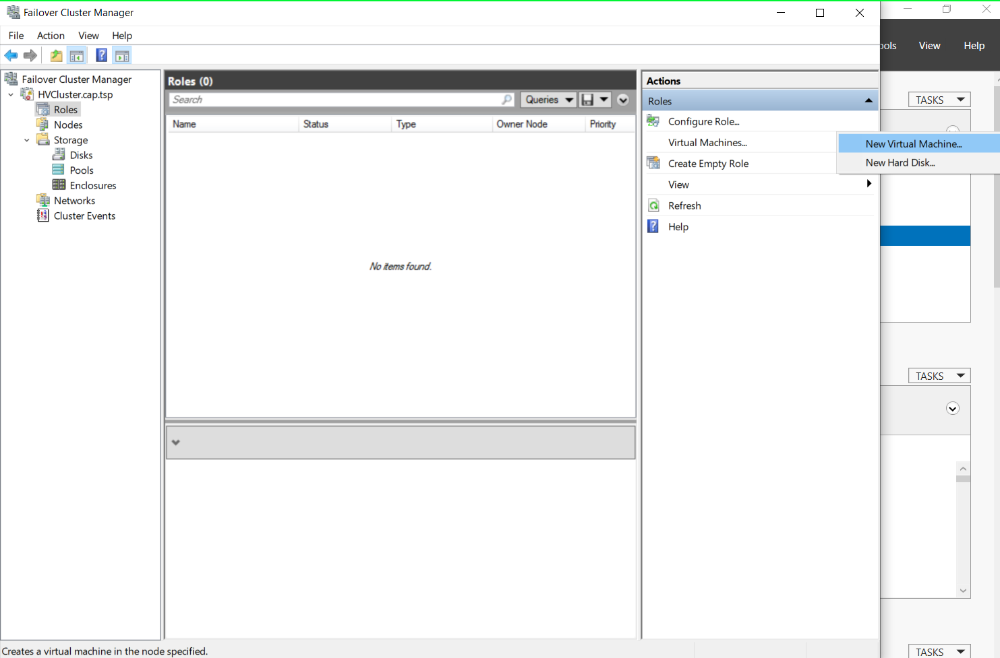 Failover Cluster Manager
File Action View Help
ools View Help
Failover Cluster Manager
HVCluster.cap.tsp
Roles
Nodes
Storage
Disks
Pools
Enclosures
Networks
Cluster Events
Roles (0)
Search
Queries
Name Status Type Owner Node Priority
No items found.
Actions
Roles
Configure Role...
Virtual Machines...
Create Empty Role
View
Refresh
Help
New Virtual Machine...
New Hard Disk...
TASKS
TASKS
TASKS
Creates a virtual machine in the node specified.